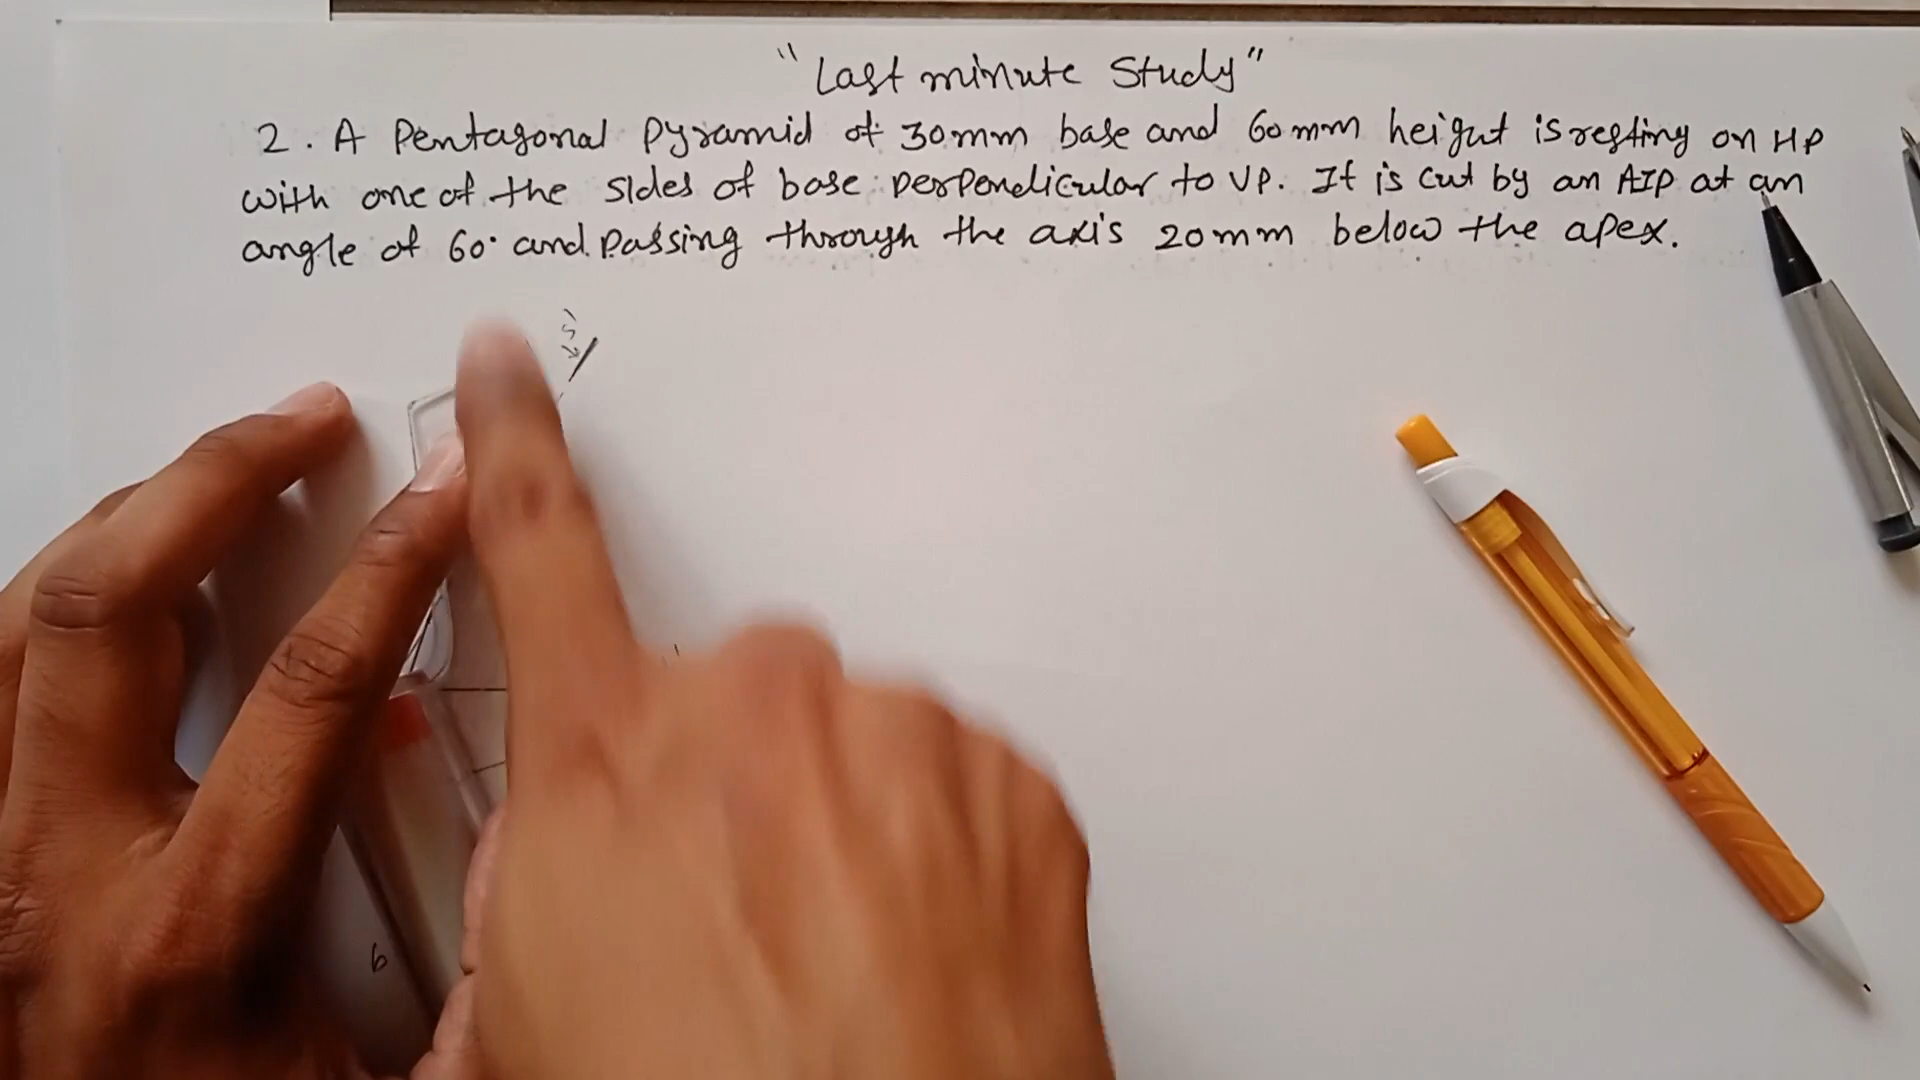 "Last minute Study"
2. A Pentagonal Pyramid of 30mm base and 60mm height is resting on HP
with one of the sides of base perpendicular to VP. It is cut by an AIP at an
angle of 60° and passing through the axis 20mm below the apex.
S'
b